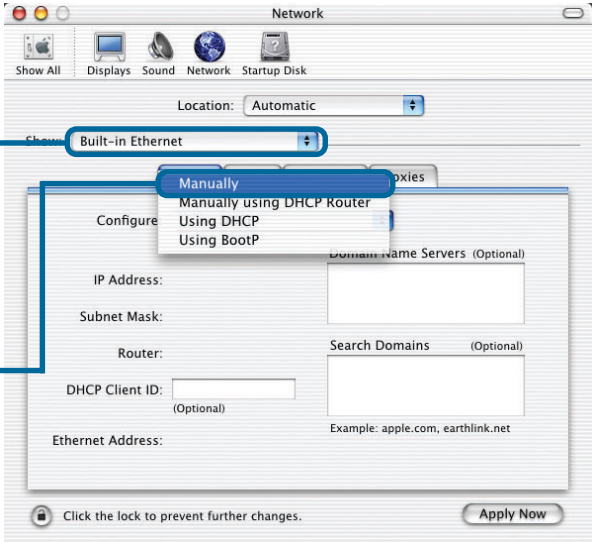 Network
Show All Displays Sound Network Startup Disk
Location: Automatic
Show: Built-in Ethernet
oxies
Manually
Manually using DHCP Router
Using DHCP
Using BootP
Configure
Domain Name Servers (Optional)
IP Address:
Subnet Mask:
Router:
Search Domains (Optional)
DHCP Client ID:
(Optional)
Example: apple.com, earthlink.net
Ethernet Address:
Click the lock to prevent further changes.
Apply Now